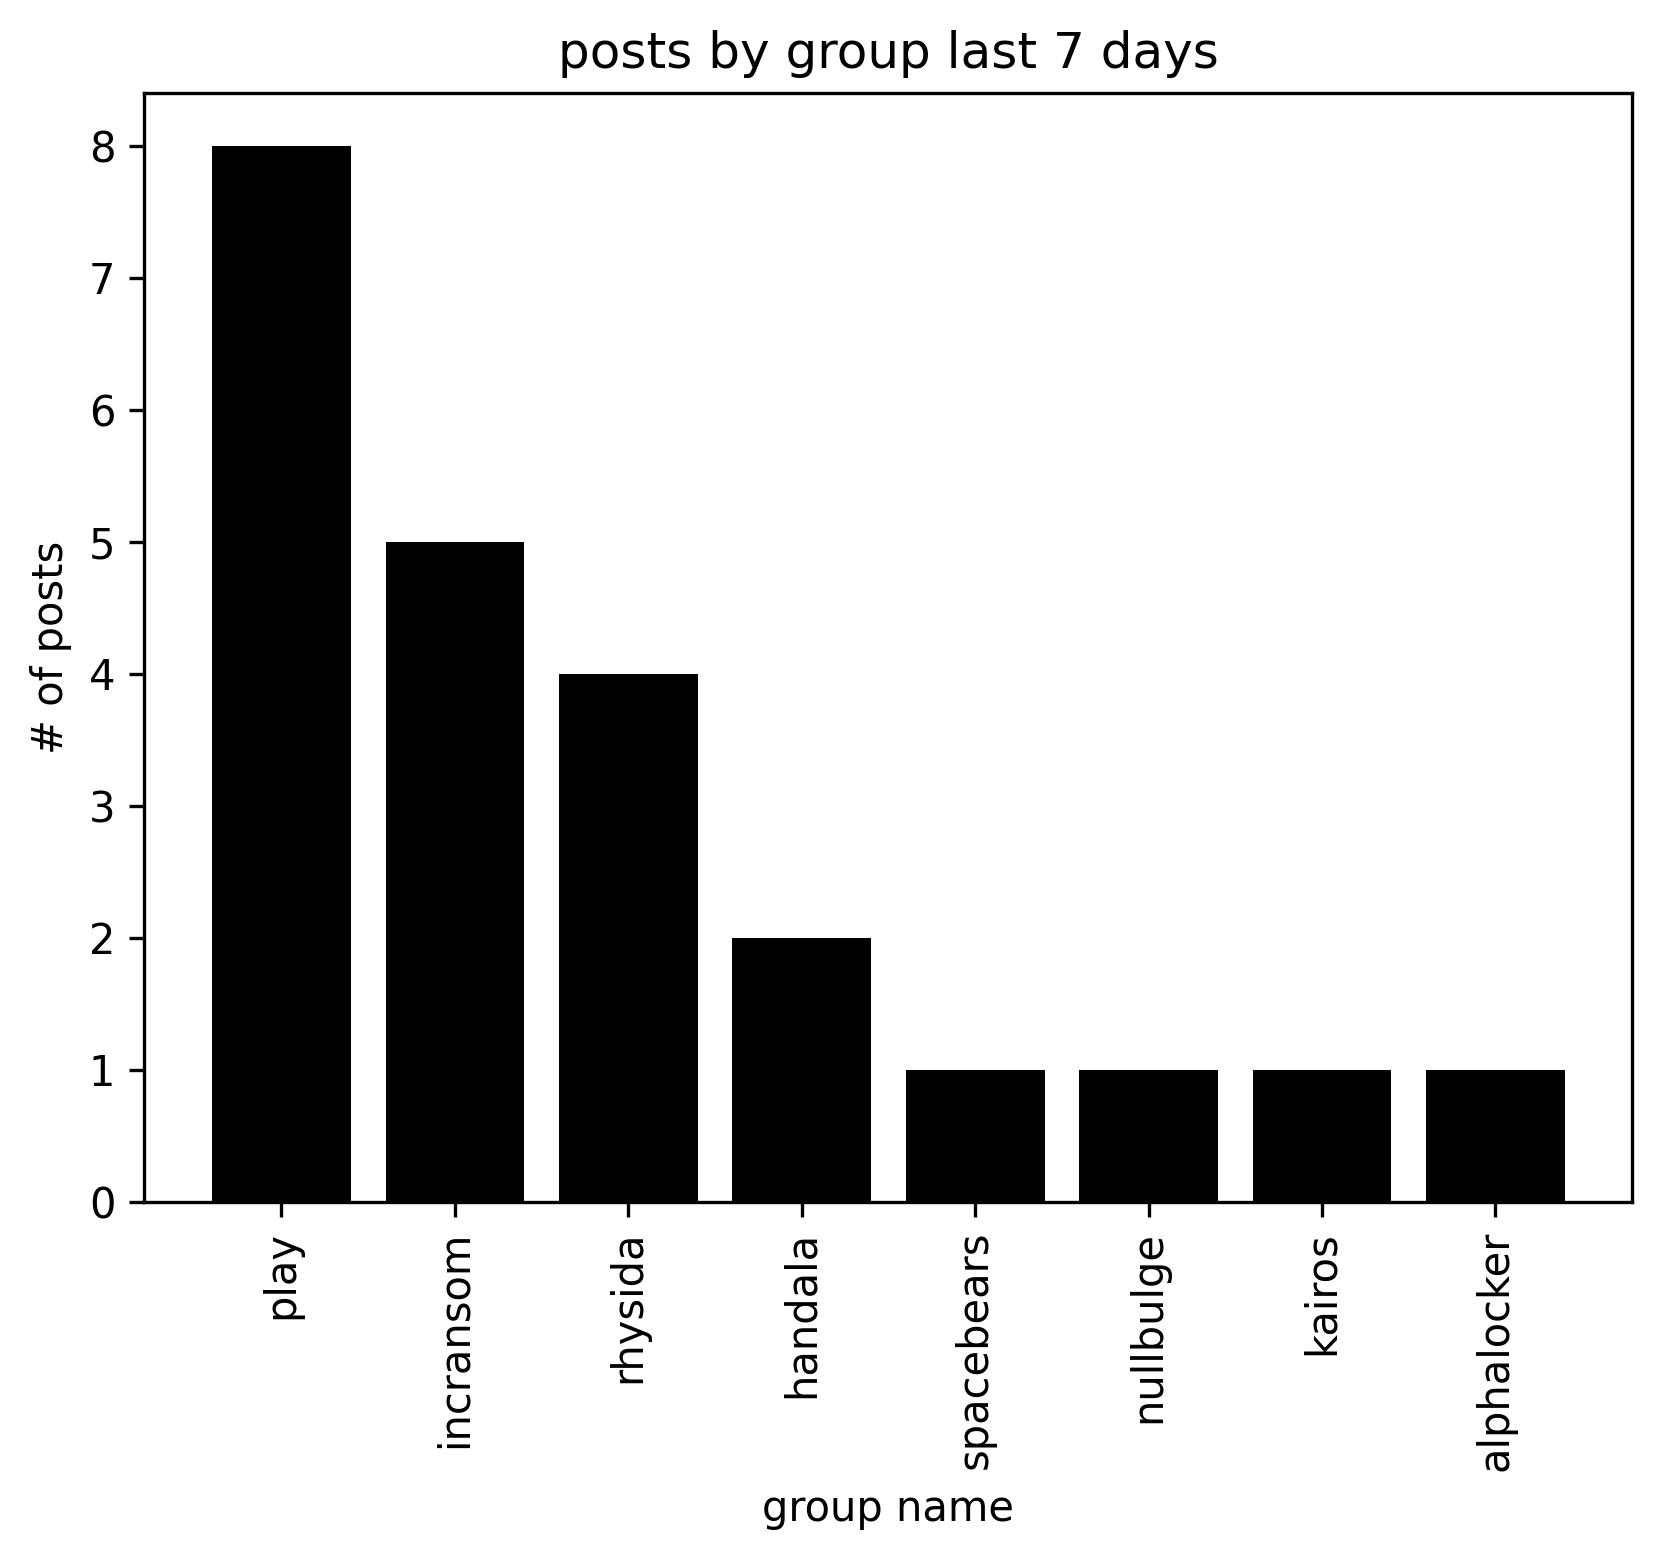 posts by group last 7 days
# of posts
8
7
6
5
4
3
2
1
0
play
incransom
rhysida
handala
spacebears
nullbulge
kairos
alphalocker
group name